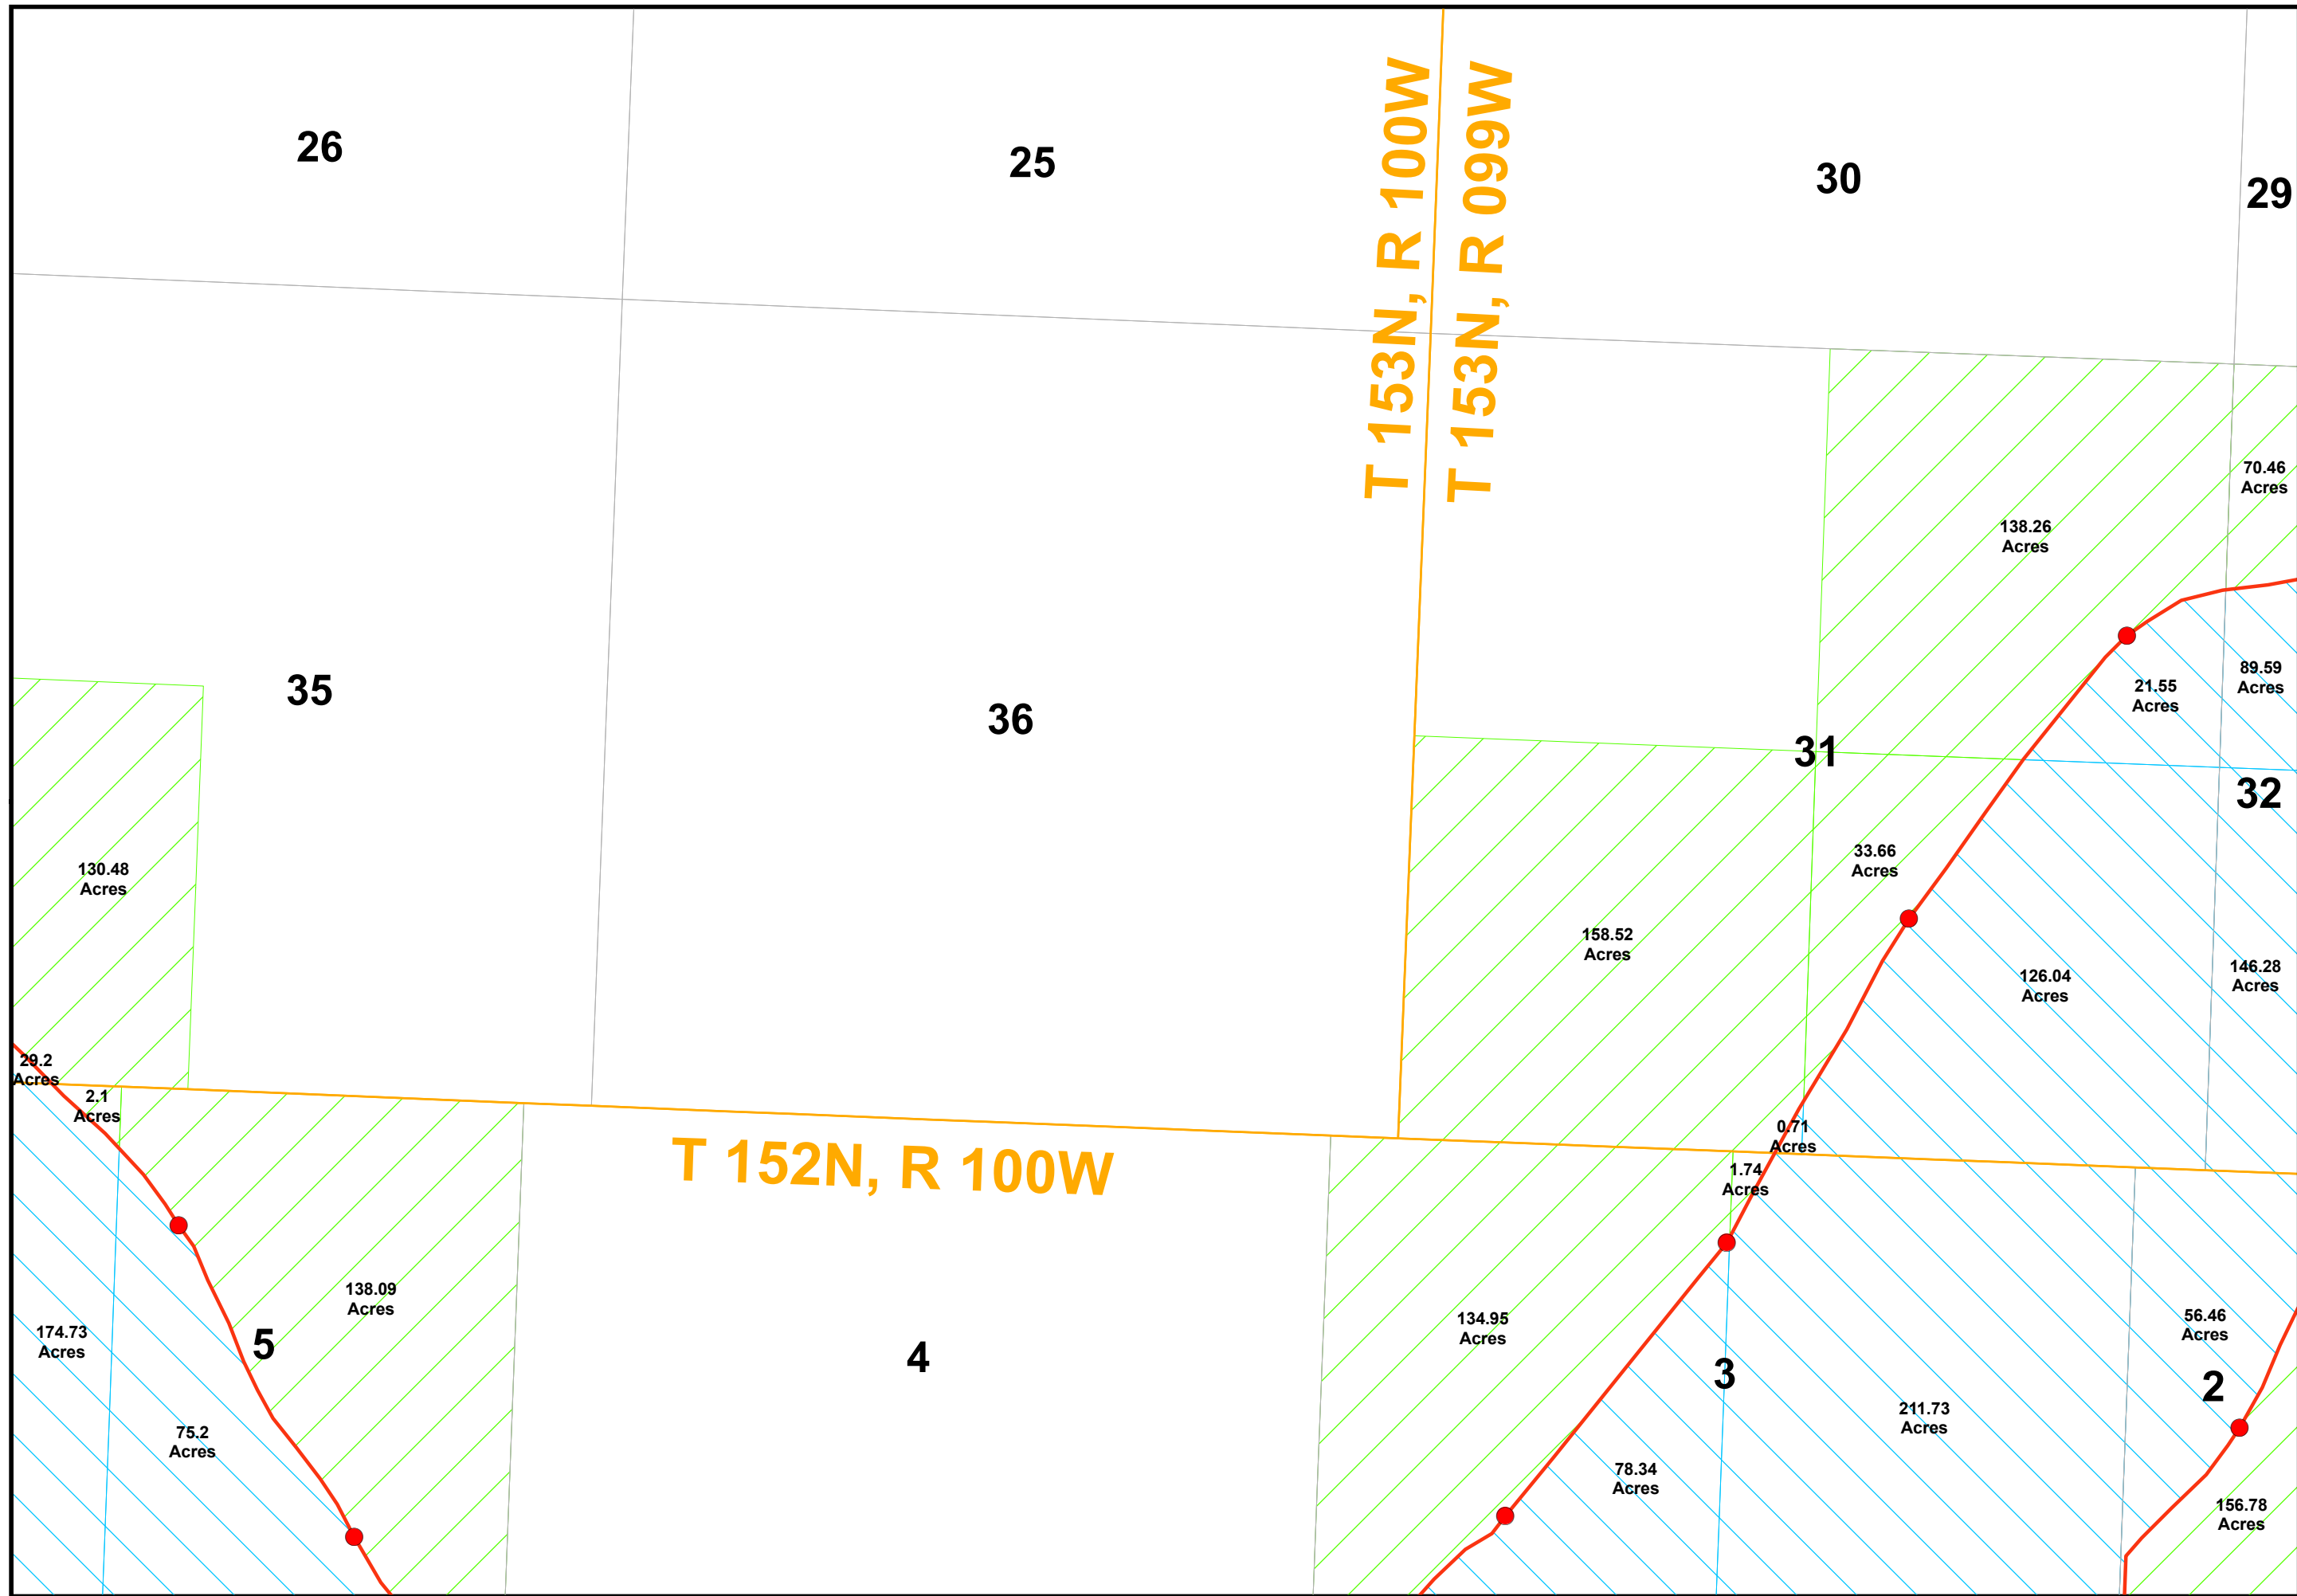 26
25
T 153N, R 100W
T 153N, R 099W
30
29
70.46
Acres
138.26
Acres
35
36
31
89.59
Acres
21.55
Acres
32
130.48
Acres
33.66
Acres
158.52
Acres
126.04
Acres
146.28
Acres
29.2
Acres
2.1
Acres
T 152N, R 100W
0.71
Acres
1.74
Acres
138.09
Acres
174.73
Acres
5
4
134.95
Acres
3
56.46
Acres
2
75.2
Acres
211.73
Acres
78.34
Acres
156.78
Acres